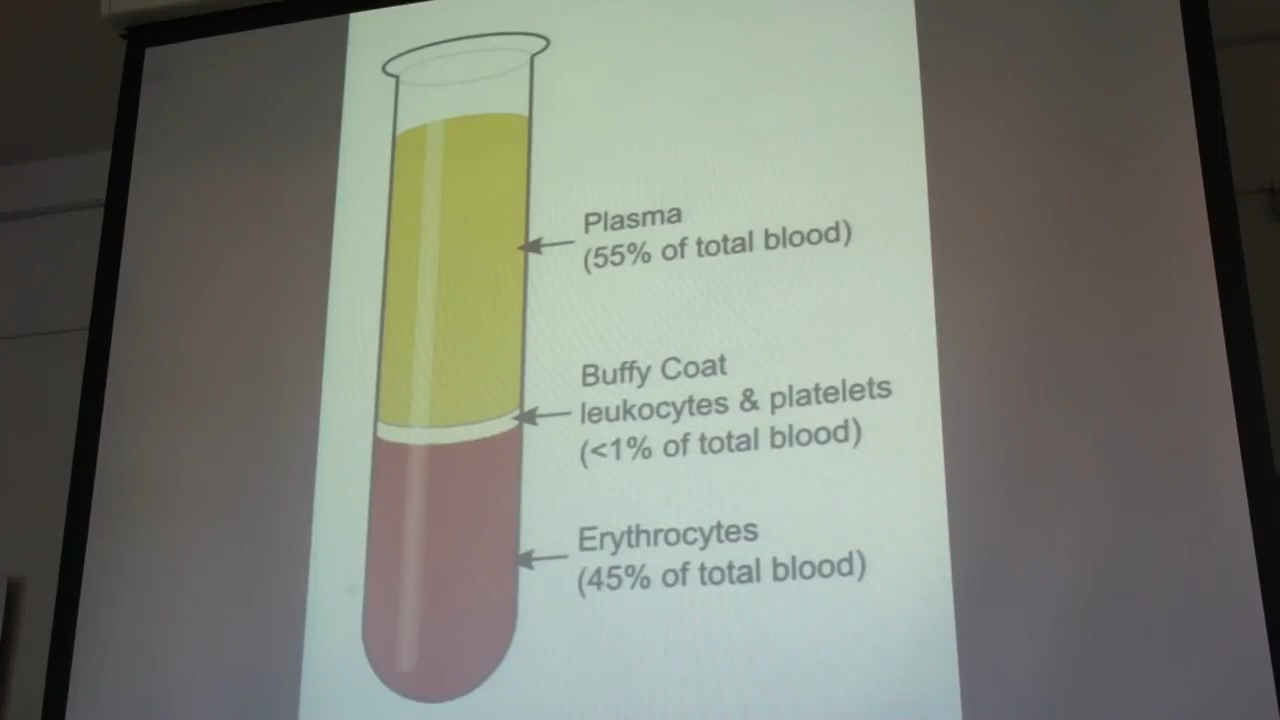 Plasma
(55% of total blood)
Buffy Coat
leukocytes & platelets
(<1% of total blood)
Erythrocytes
(45% of total blood)